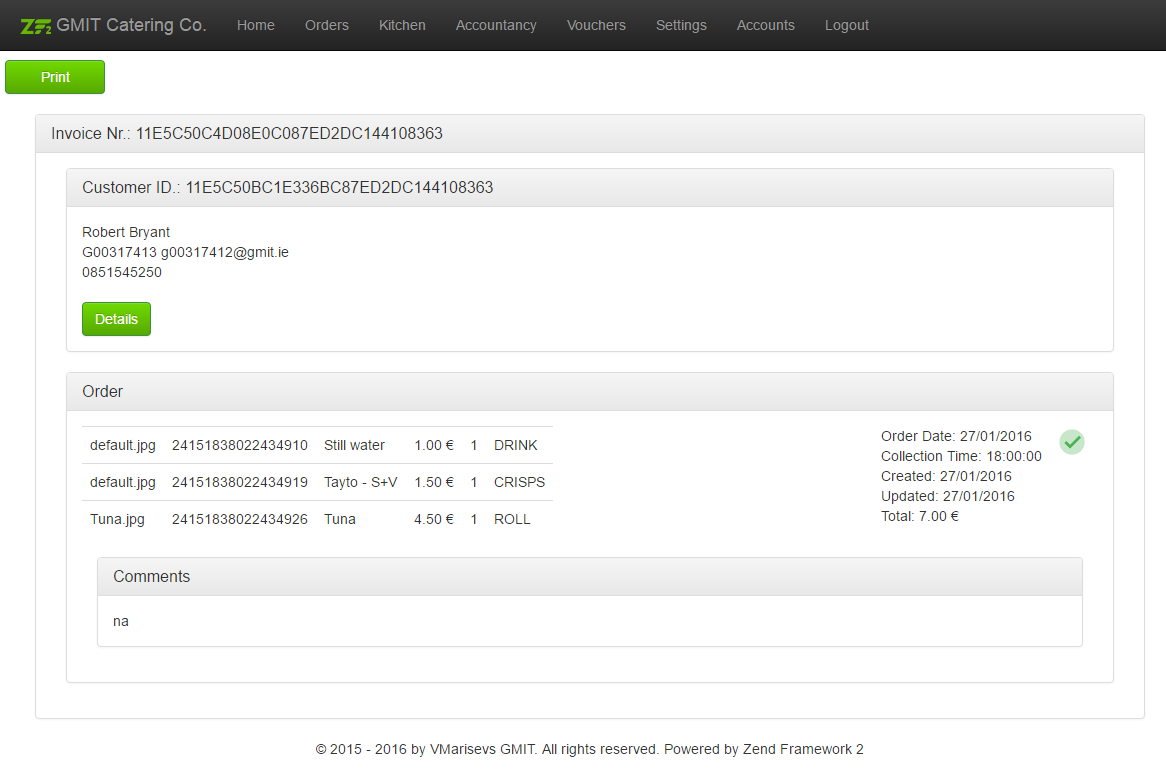 ZF2 GMIT Catering Co. Home Orders Kitchen Accountancy Vouchers Settings Accounts Logout
Print
Invoice Nr.: 11E5C50C4D08E0C087ED2DC144108363
Customer ID.: 11E5C50BC1E336BC87ED2DC144108363
Robert Bryant
G00317413 g00317412@gmit.ie
0851545250
Details
Order
default.jpg 24151838022434910 Still water 1.00 € 1 DRINK
default.jpg 24151838022434919 Tayto - S+V 1.50 € 1 CRISPS
Tuna.jpg 24151838022434926 Tuna 4.50 € 1 ROLL
Order Date: 27/01/2016
Collection Time: 18:00:00
Created: 27/01/2016
Updated: 27/01/2016
Total: 7.00 €
Comments
na
© 2015 - 2016 by VMarisevs GMIT. All rights reserved. Powered by Zend Framework 2